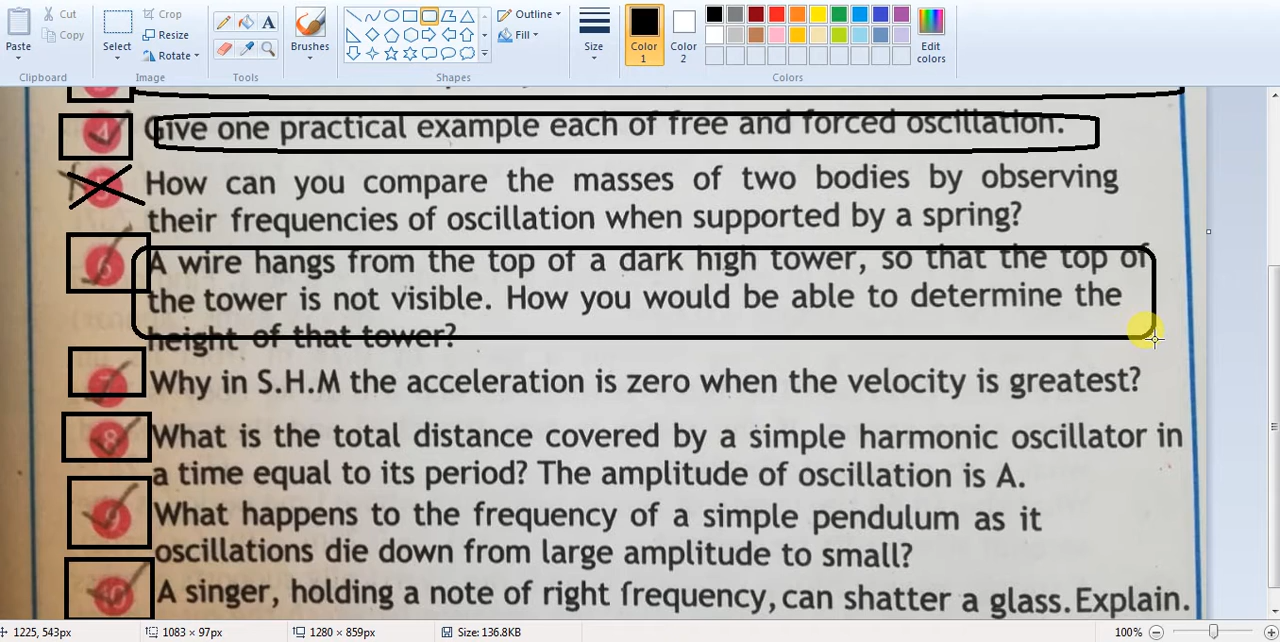 Cut
Crop
Outline
Copy
Resize
Fill
Paste
Select
Rotate
Brushes
Size
Color
1
Color
2
Edit
colors
Clipboard
Image
Tools
Shapes
Colors
4 Give one practical example each of free and forced oscillation.
5 How can you compare the masses of two bodies by observing
their frequencies of oscillation when supported by a spring?
6 A wire hangs from the top of a dark high tower, so that the top of
the tower is not visible. How you would be able to determine the
height of that tower?
7 Why in S.H.M the acceleration is zero when the velocity is greatest?
8 What is the total distance covered by a simple harmonic oscillator in
a time equal to its period? The amplitude of oscillation is A.
9 What happens to the frequency of a simple pendulum as it
oscillations die down from large amplitude to small?
10 A singer, holding a note of right frequency, can shatter a glass. Explain.
1225, 543px
1083 × 97px
1280 × 859px
Size: 136.8KB
100%